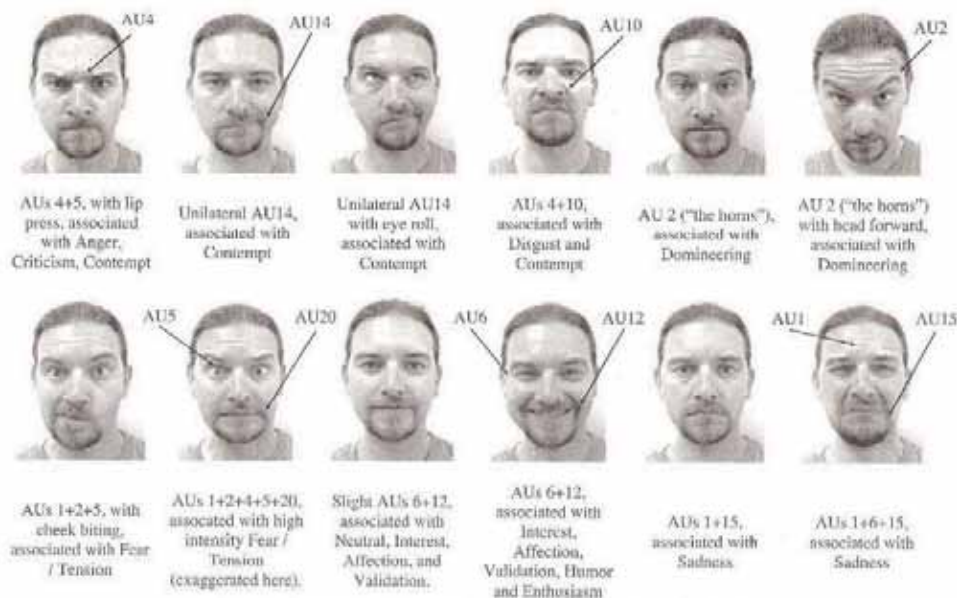 AU4
AU14
AU10
AU2
AUs 4+5, with lip
press, associated
with Anger,
Criticism, Contempt
Unilateral AU14,
associated with
Contempt
Unilateral AU14
with eye roll,
associated with
Contempt
AUs 4+10,
associated with
Disgust and
Contempt
AU 2 ("the horns"),
associated with
Domineering
AU 2 ("the horns")
with head forward,
associated with
Domineering
AU5
AU20
AU6
AU12
AU1
AU15
AUs 1+2+5, with
cheek biting,
associated with Fear
/ Tension
AUs 1+2+4+5+20,
assocated with high
intensity Fear /
Tension
(exaggerated here).
Slight AUs 6+12,
associated with
Neutral, Interest,
Affection, and
Validation.
AUs 6+12,
associated with
Interest,
Affection,
Validation, Humor
and Enthusiasm
AUs 1+15,
associated with
Sadness
AUs 1+6+15,
associated with
Sadness